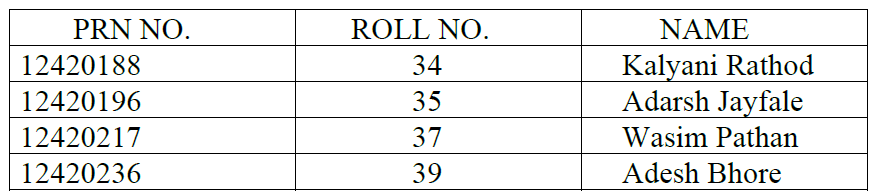 PRN NO. ROLL NO. NAME
12420188 34 Kalyani Rathod
12420196 35 Adarsh Jayfale
12420217 37 Wasim Pathan
12420236 39 Adesh Bhore